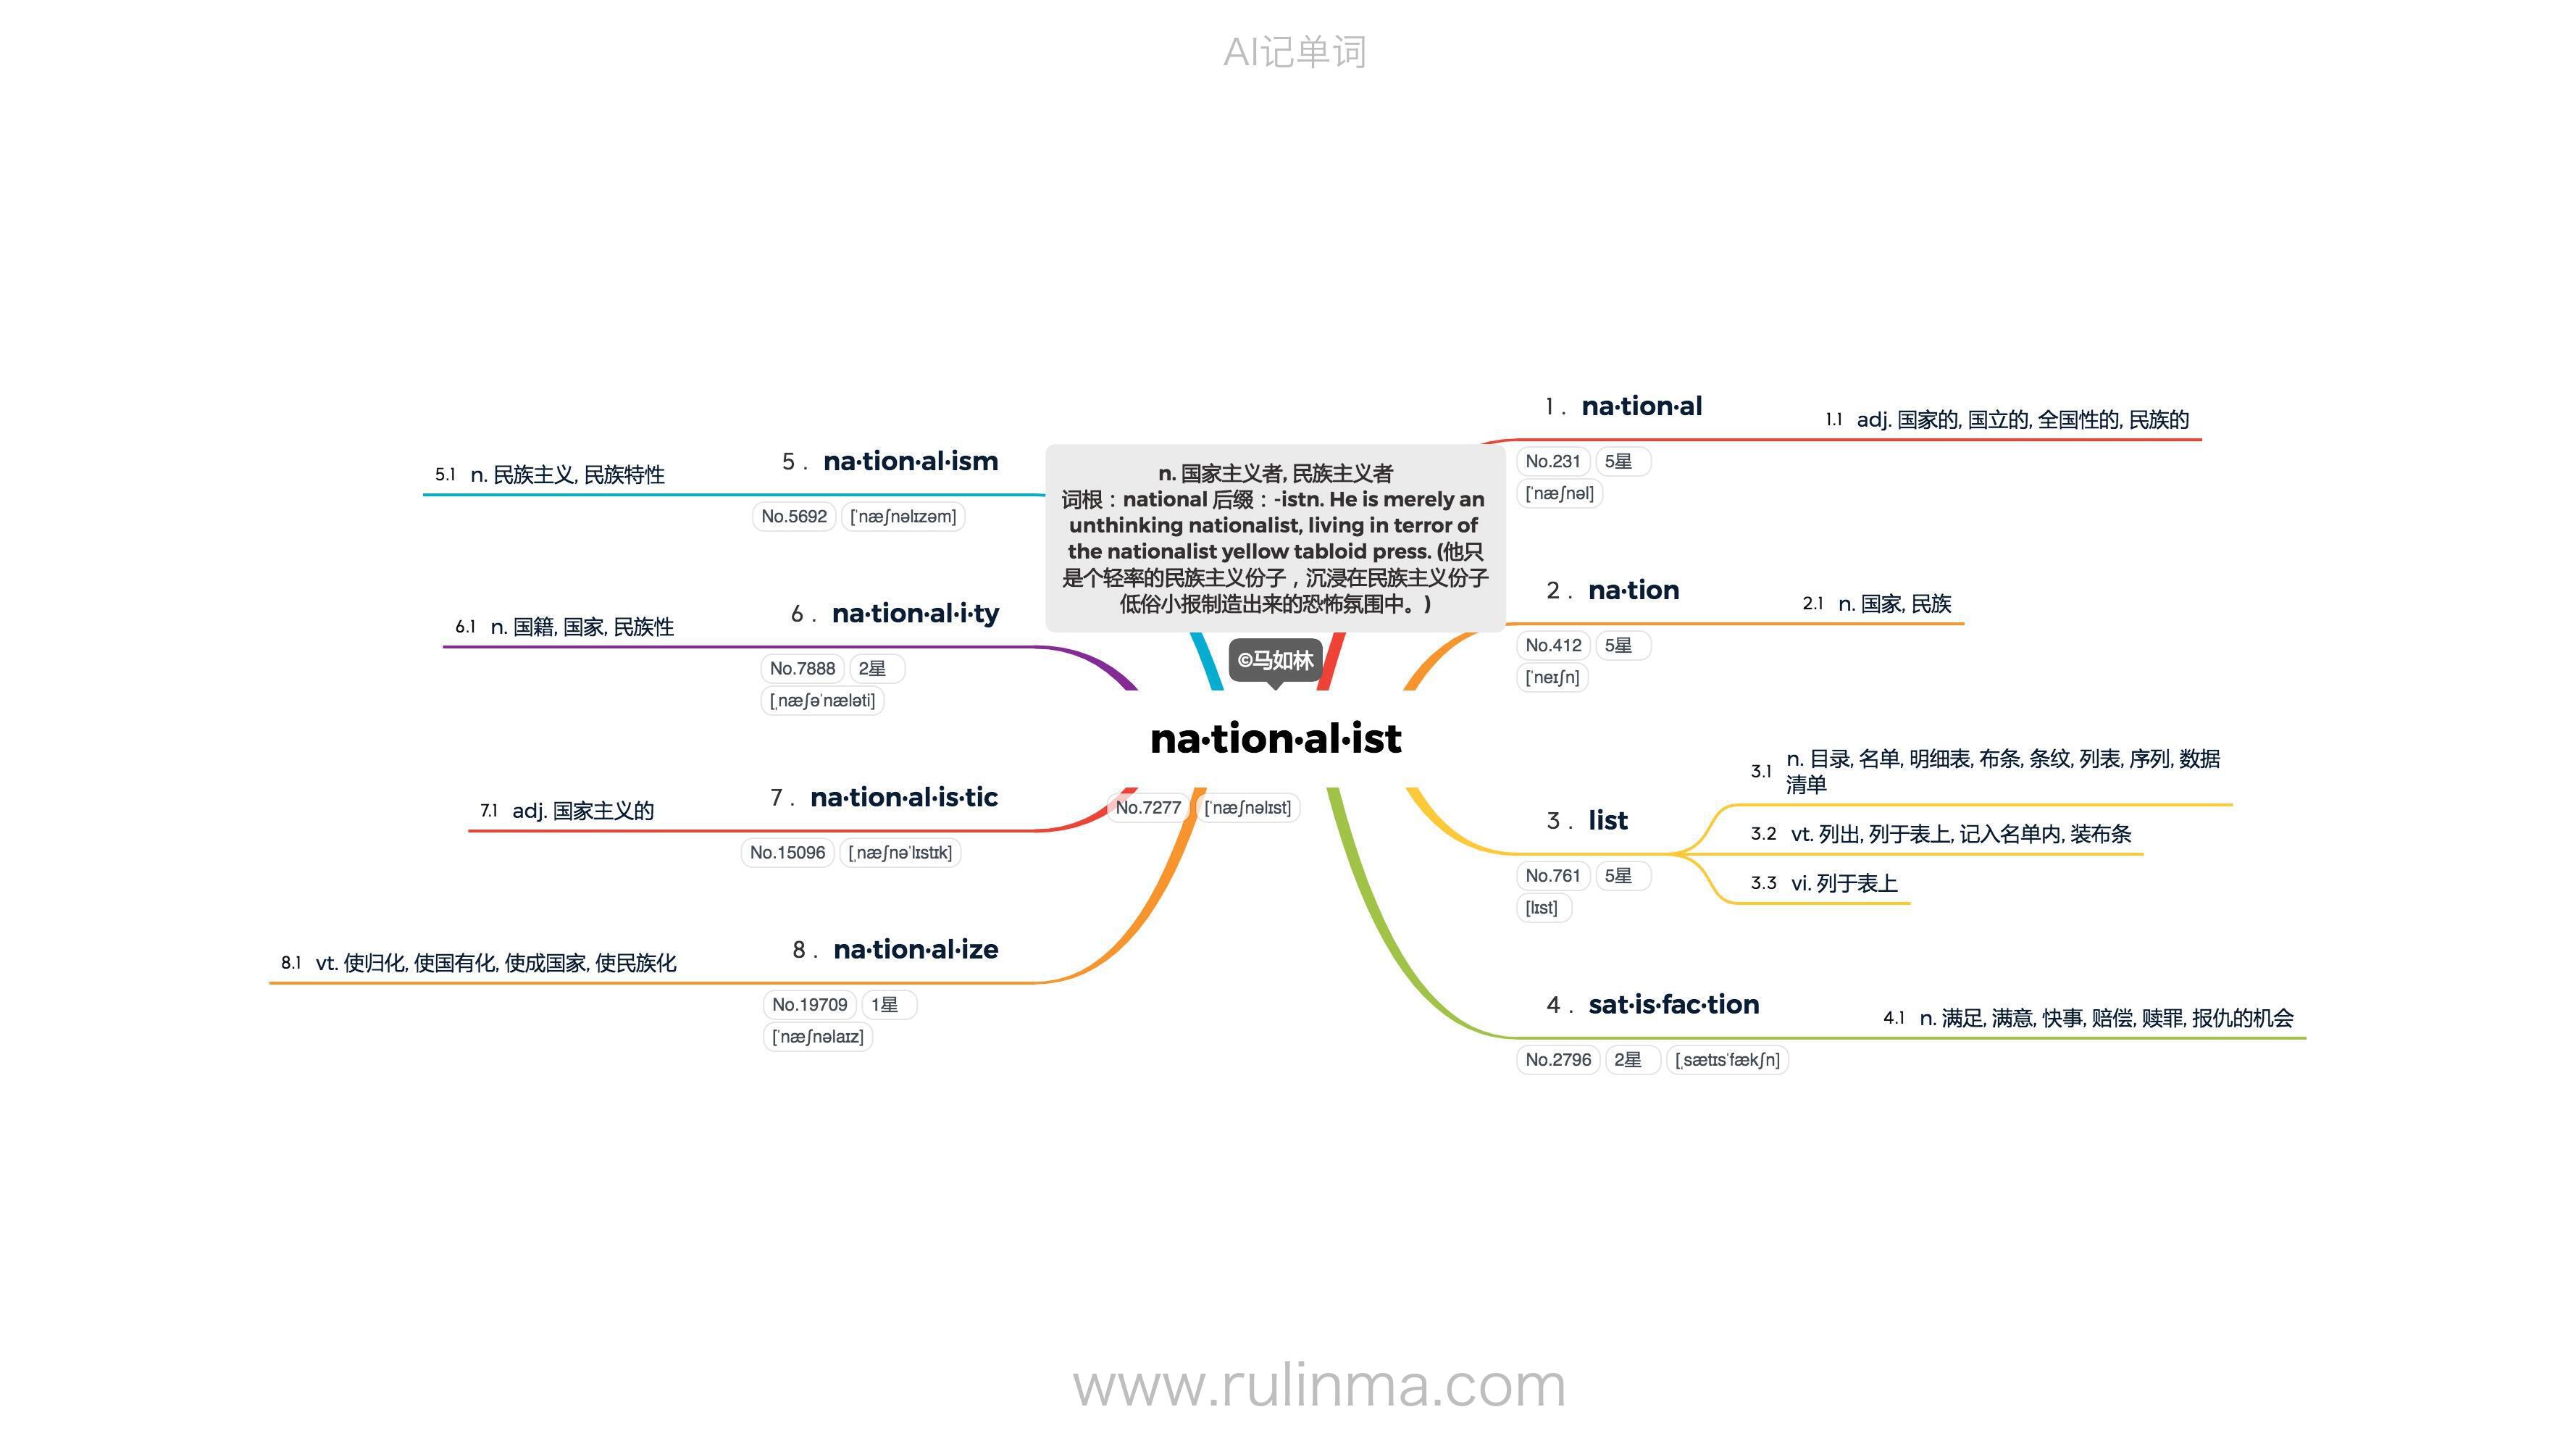 AI记单词
n. 国家主义者, 民族主义者
词根：national 后缀：-istn. He is merely an
unthinking nationalist, living in terror of
the nationalist yellow tabloid press. (他只
是个轻率的民族主义份子，沉浸在民族主义份子
低俗小报制造出来的恐怖氛围中。)
©马如林
na·tion·al·ist
No.7277 [ˈnæʃnəlɪst]
1. na·tion·al
No.231 5星
[ˈnæʃnəl]
1.1 adj. 国家的, 国立的, 全国性的, 民族的
2. na·tion
No.412 5星
[ˈneɪʃn]
2.1 n. 国家, 民族
3. list
No.761 5星
[lɪst]
3.1 n. 目录, 名单, 明细表, 布条, 条纹, 列表, 序列, 数据
清单
3.2 vt. 列出, 列于表上, 记入名单内, 装布条
3.3 vi. 列于表上
4. sat·is·fac·tion
No.2796 2星 [ˌsætɪsˈfækʃn]
4.1 n. 满足, 满意, 快事, 赔偿, 赎罪, 报仇的机会
5. na·tion·al·ism
No.5692 [ˈnæʃnəlɪzəm]
5.1 n. 民族主义, 民族特性
6. na·tion·al·i·ty
No.7888 2星
[ˌnæʃəˈnæləti]
6.1 n. 国籍, 国家, 民族性
7. na·tion·al·is·tic
No.15096 [ˌnæʃnəˈlɪstɪk]
7.1 adj. 国家主义的
8. na·tion·al·ize
No.19709 1星
[ˈnæʃnəlaɪz]
8.1 vt. 使归化, 使国有化, 使成国家, 使民族化
www.rulinma.com